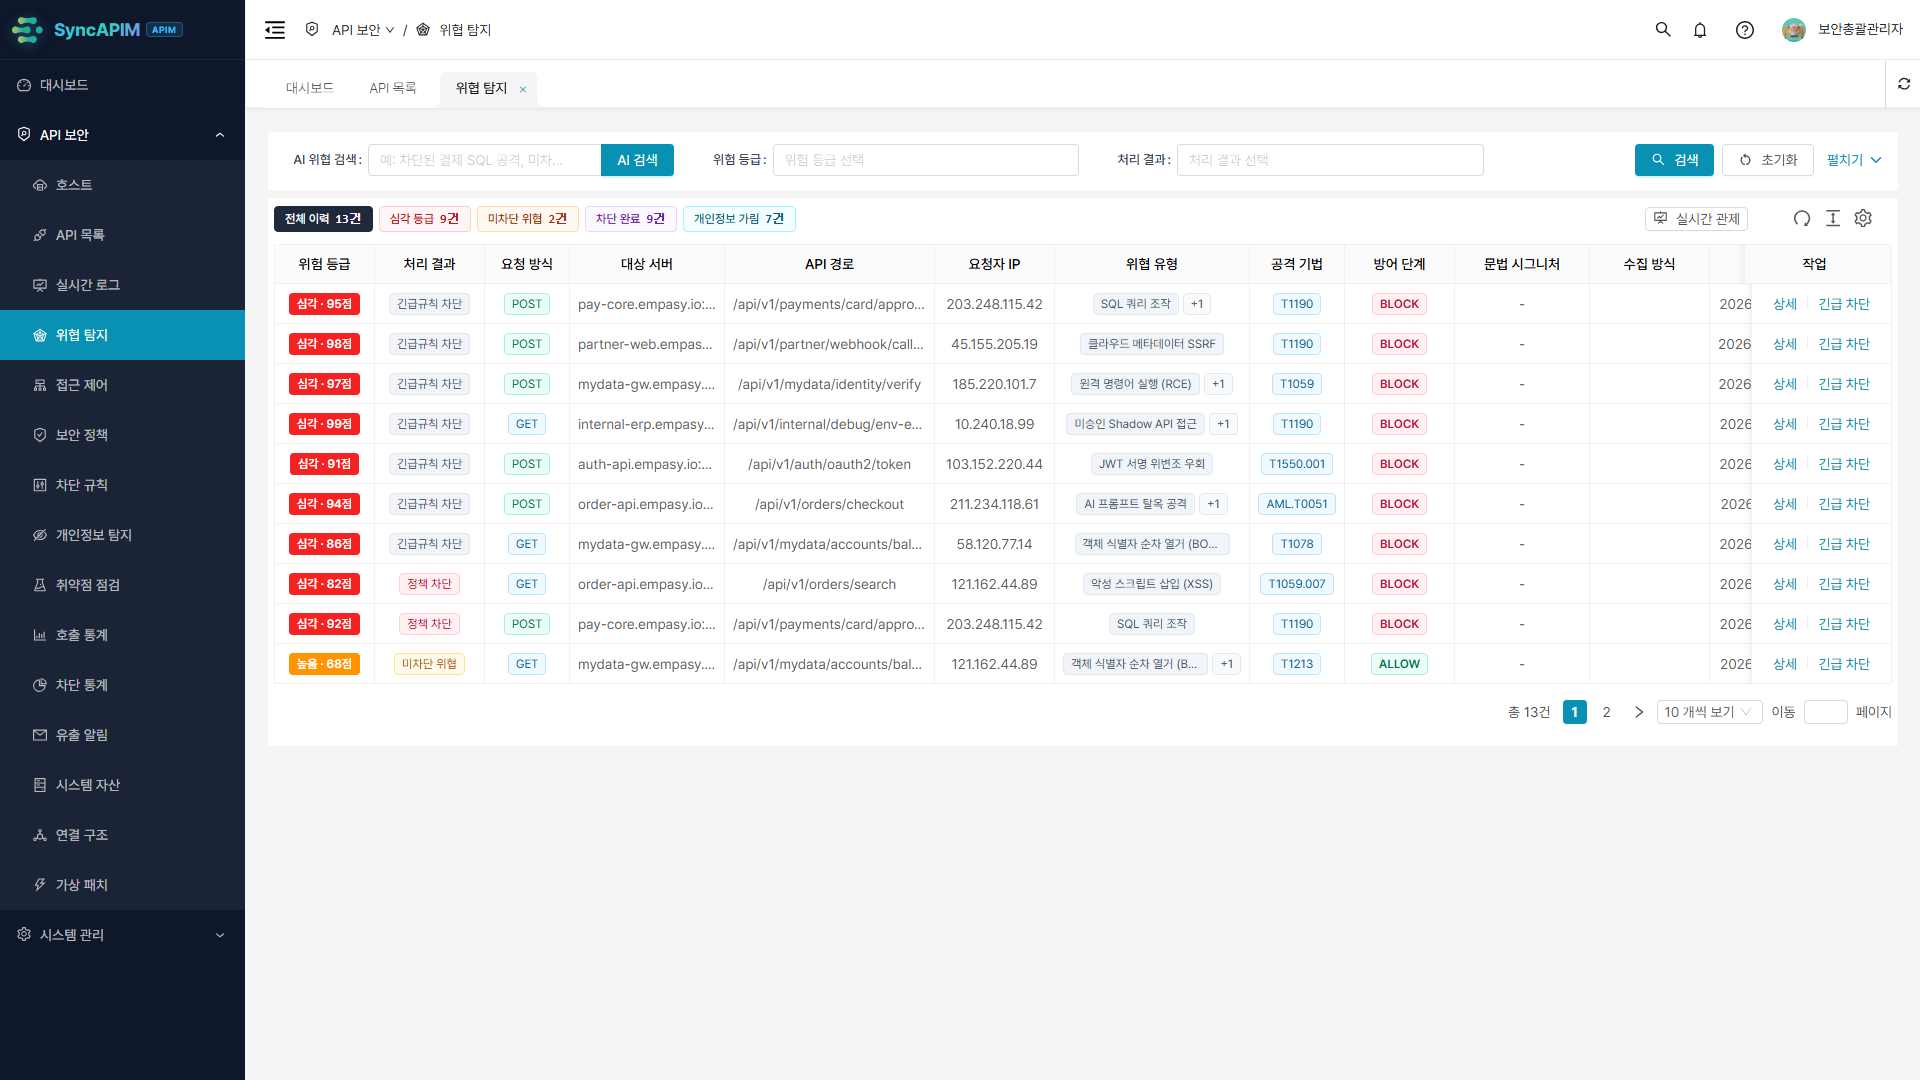 SyncAPIM APIM
API 보안 / 위협 탐지
보안총괄관리자
대시보드
API 보안
호스트
API 목록
실시간 로그
위협 탐지
접근 제어
보안 정책
차단 규칙
개인정보 탐지
취약점 점검
호출 통계
차단 통계
유출 알림
시스템 자산
연결 구조
가상 패치
시스템 관리
대시보드 API 목록 위협 탐지 ×
AI 위협 검색: 예: 차단된 결제 SQL 공격, 미차... AI 검색 위험 등급: 위험 등급 선택 처리 결과: 처리 결과 선택 검색 초기화 펼치기
전체 이력 13건 심각 등급 9건 미차단 위협 2건 차단 완료 9건 개인정보 가림 7건 실시간 관제
위험 등급 처리 결과 요청 방식 대상 서버 API 경로 요청자 IP 위협 유형 공격 기법 방어 단계 문법 시그니처 수집 방식 작업
심각 · 95점 긴급규칙 차단 POST pay-core.empasy.io:... /api/v1/payments/card/appro... 203.248.115.42 SQL 쿼리 조작 +1 T1190 BLOCK - 2026 상세 긴급 차단
심각 · 98점 긴급규칙 차단 POST partner-web.empas... /api/v1/partner/webhook/call... 45.155.205.19 클라우드 메타데이터 SSRF T1190 BLOCK - 2026 상세 긴급 차단
심각 · 97점 긴급규칙 차단 POST mydata-gw.empasy.... /api/v1/mydata/identity/verify 185.220.101.7 원격 명령어 실행 (RCE) +1 T1059 BLOCK - 2026 상세 긴급 차단
심각 · 99점 긴급규칙 차단 GET internal-erp.empasy... /api/v1/internal/debug/env-e... 10.240.18.99 미승인 Shadow API 접근 +1 T1190 BLOCK - 2026 상세 긴급 차단
심각 · 91점 긴급규칙 차단 POST auth-api.empasy.io:... /api/v1/auth/oauth2/token 103.152.220.44 JWT 서명 위변조 우회 T1550.001 BLOCK - 2026 상세 긴급 차단
심각 · 94점 긴급규칙 차단 POST order-api.empasy.io... /api/v1/orders/checkout 211.234.118.61 AI 프롬프트 탈옥 공격 +1 AML.T0051 BLOCK - 2026 상세 긴급 차단
심각 · 86점 긴급규칙 차단 GET mydata-gw.empasy.... /api/v1/mydata/accounts/bal... 58.120.77.14 객체 식별자 순차 열거 (BO... T1078 BLOCK - 2026 상세 긴급 차단
심각 · 82점 정책 차단 GET order-api.empasy.io... /api/v1/orders/search 121.162.44.89 악성 스크립트 삽입 (XSS) T1059.007 BLOCK - 2026 상세 긴급 차단
심각 · 92점 정책 차단 POST pay-core.empasy.io:... /api/v1/payments/card/appro... 203.248.115.42 SQL 쿼리 조작 T1190 BLOCK - 2026 상세 긴급 차단
높음 · 68점 미차단 위협 GET mydata-gw.empasy.... /api/v1/mydata/accounts/bal... 121.162.44.89 객체 식별자 순차 열거 (B... +1 T1213 ALLOW - 2026 상세 긴급 차단
총 13건 1 2 10 개씩 보기 이동 페이지